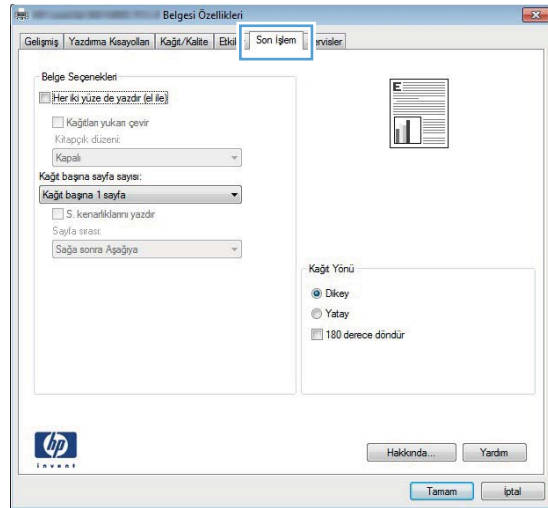 Belgesi Özellikleri
Gelişmiş
Yazdırma Kısayolları
Kağıt/Kalite
Son İşlem
Belge Seçenekleri
Her iki yüze de yazdır (el ile)
Kağıtları yukarı çevir
Kitapçık düzeni:
Kapalı
Kağıt başına sayfa sayısı:
Kağıt başına 1 sayfa
S. kenarlıklarını yazdır
Sayfa sırası:
Sağa sonra Aşağıya
E
Kağıt Yönü
Dikey
Yatay
180 derece döndür
hp
invent
Hakkında...
Yardım
Tamam
İptal